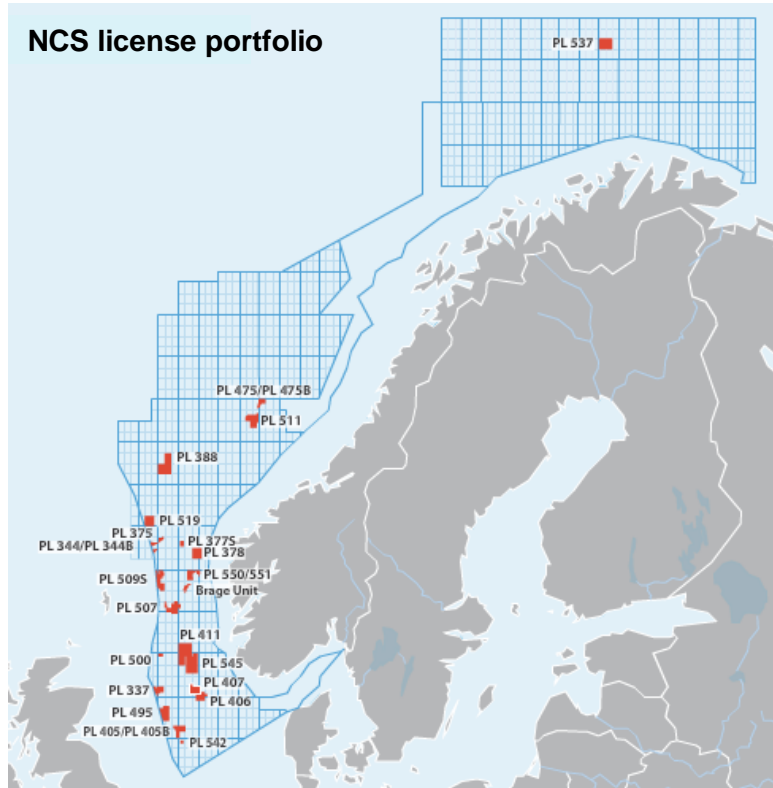 NCS license portfolio
PL 537
PL 475/PL 475B
PL 511
PL 388
PL 519
PL 375
PL 377S
PL 344/PL 344B
PL 378
PL 509S
PL 550/551
Brage Unit
PL 507
PL 411
PL 500
PL 545
PL 407
PL 337
PL 406
PL 495
PL 405/PL 405B
PL 542